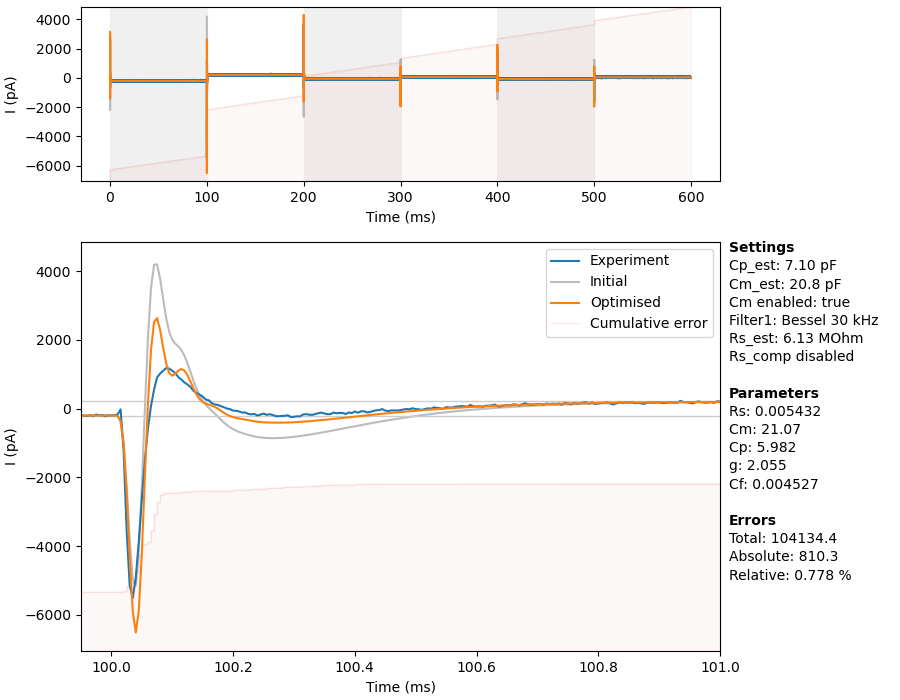 4000
2000
0
−2000
−4000
−6000
I (pA)
0 100 200 300 400 500 600
Time (ms)
4000
2000
0
−2000
−4000
−6000
I (pA)
Experiment
Initial
Optimised
Cumulative error
100.0 100.2 100.4 100.6 100.8 101.0
Time (ms)
Settings
Cp_est: 7.10 pF
Cm_est: 20.8 pF
Cm enabled: true
Filter1: Bessel 30 kHz
Rs_est: 6.13 MOhm
Rs_comp disabled
Parameters
Rs: 0.005432
Cm: 21.07
Cp: 5.982
g: 2.055
Cf: 0.004527
Errors
Total: 104134.4
Absolute: 810.3
Relative: 0.778 %